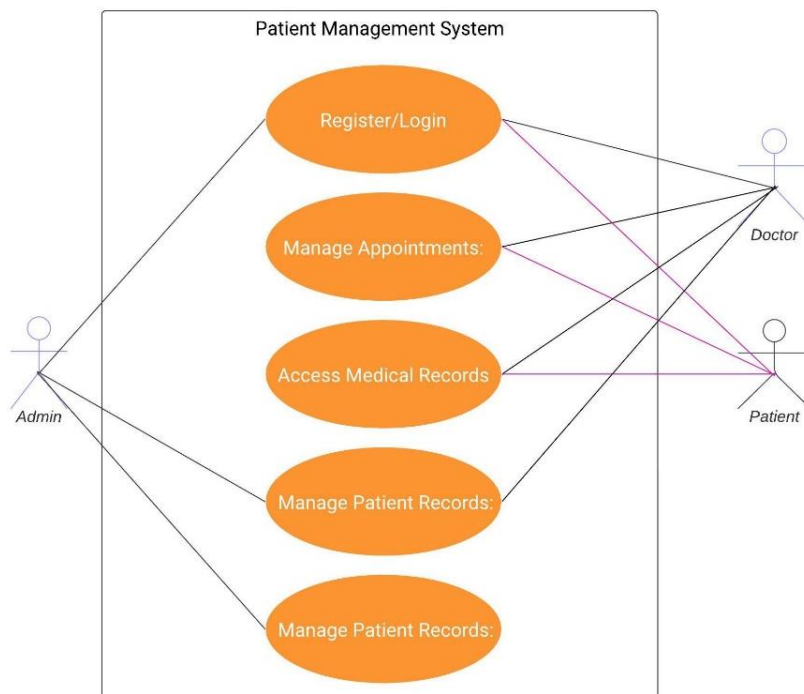 Patient Management System
Register/Login
Manage Appointments:
Doctor
Access Medical Records
Admin
Patient
Manage Patient Records:
Manage Patient Records: